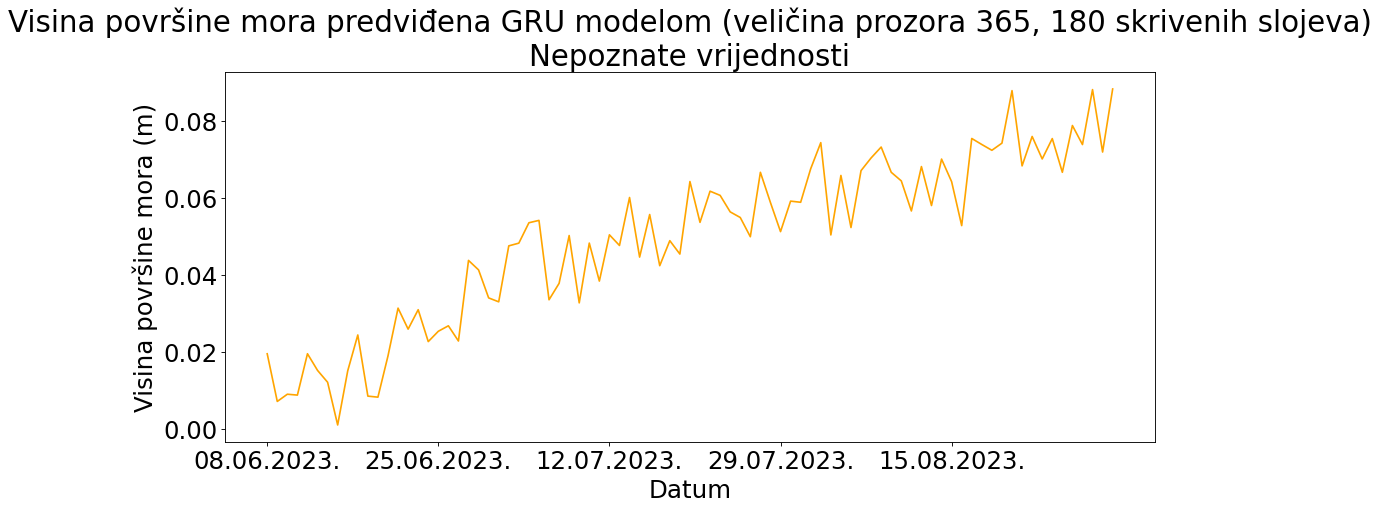 Visina površine mora predviđena GRU modelom (veličina prozora 365, 180 skrivenih slojeva)
Nepoznate vrijednosti
Visina površine mora (m)
0.08
0.06
0.04
0.02
0.00
08.06.2023. 25.06.2023. 12.07.2023. 29.07.2023. 15.08.2023.
Datum